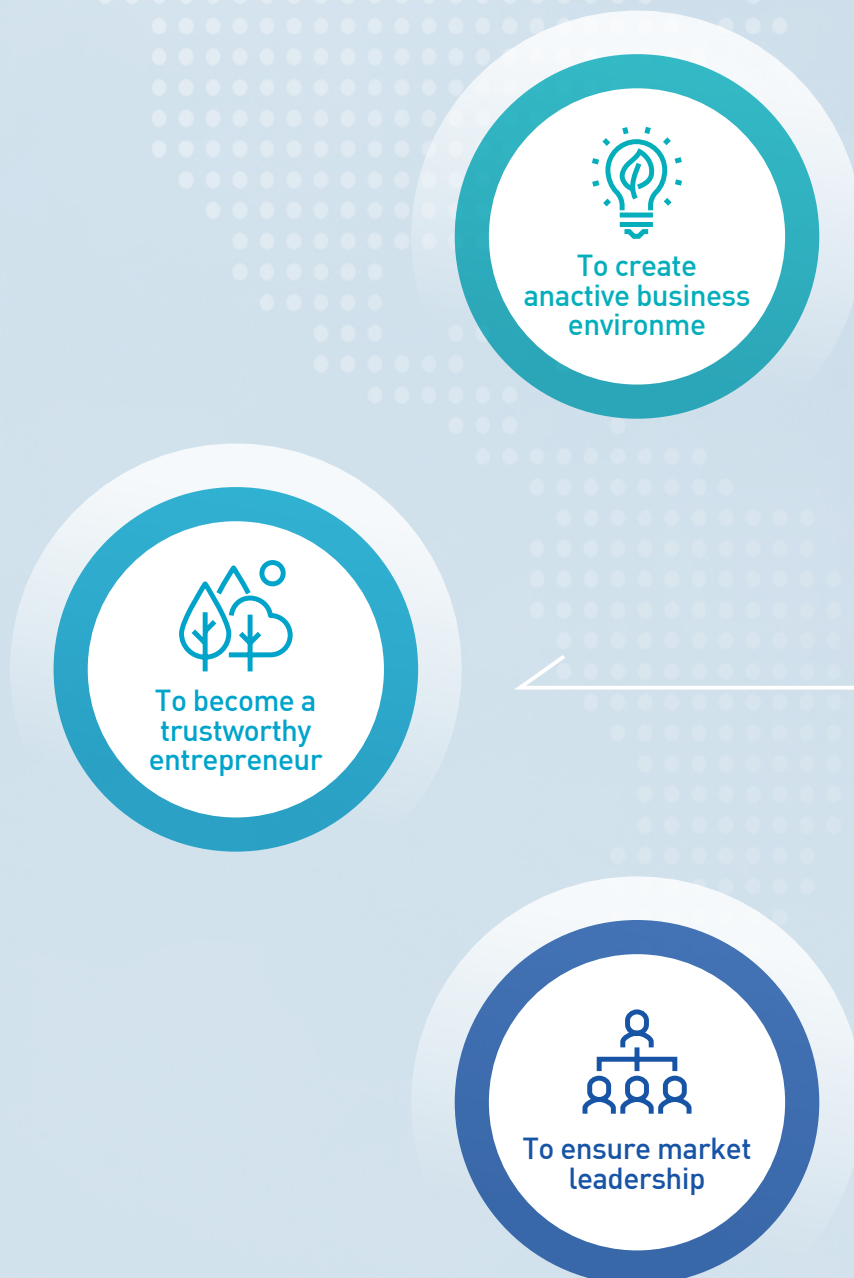 To create
anactive business
environme
To become a
trustworthy
entrepreneur
To ensure market
leadership